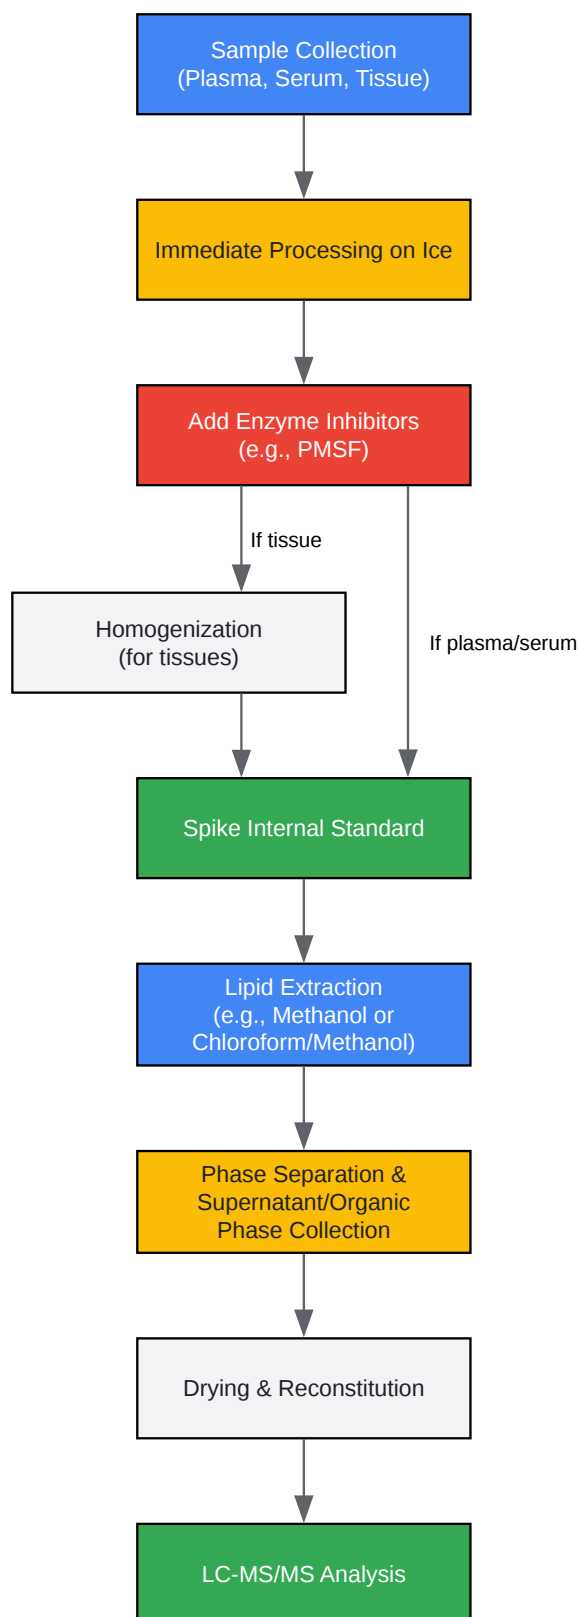 Sample Collection
(Plasma, Serum, Tissue)
Immediate Processing on Ice
Add Enzyme Inhibitors
(e.g., PMSF)
If tissue
Homogenization
(for tissues)
If plasma/serum
Spike Internal Standard
Lipid Extraction
(e.g., Methanol or
Chloroform/Methanol)
Phase Separation &
Supernatant/Organic
Phase Collection
Drying & Reconstitution
LC-MS/MS Analysis